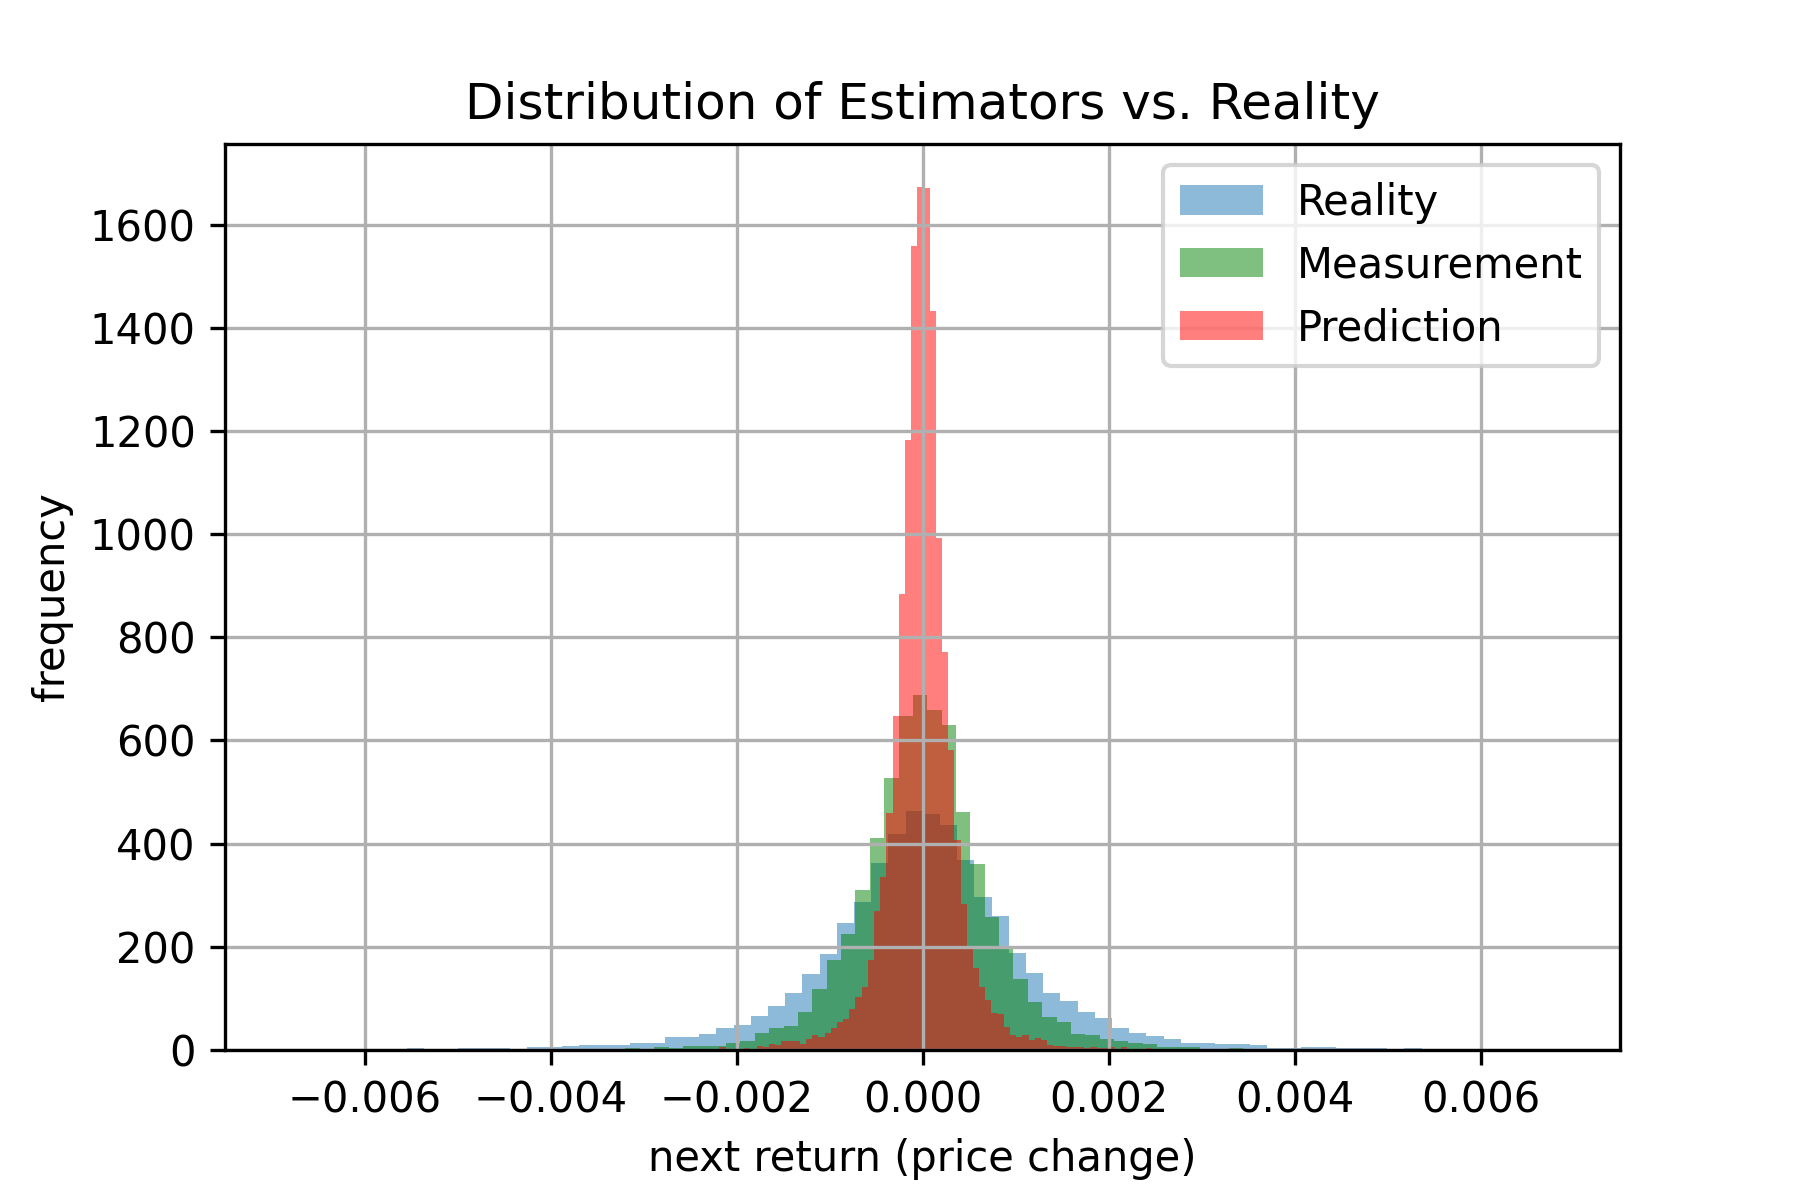 Distribution of Estimators vs. Reality
Reality
Measurement
Prediction
1600
1400
1200
1000
800
600
400
200
0
frequency
−0.006 −0.004 −0.002 0.000 0.002 0.004 0.006
next return (price change)